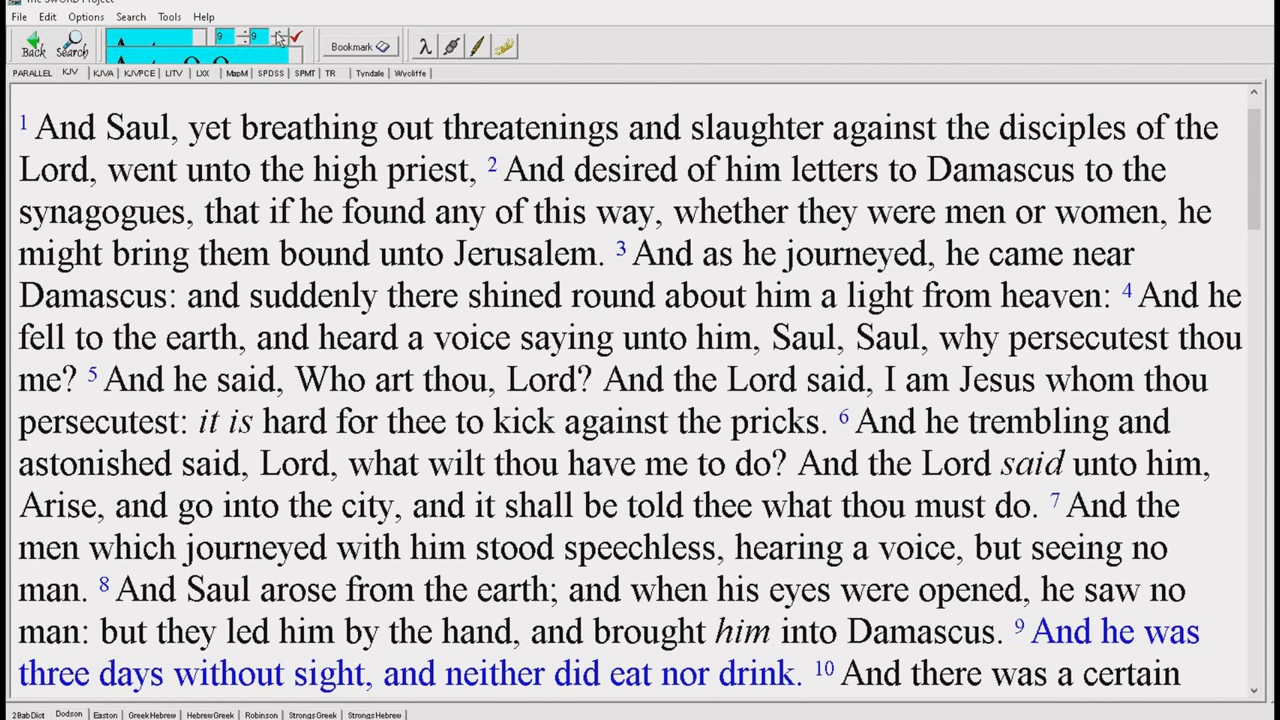 The SWORD Project
File Edit Options Search Tools Help
9 9
Back Search Bookmark λ
PARALLEL KJV KJVA KJVPCE LITV LXX MapM SPDSS SPMT TR Tyndale Wycliffe
1 And Saul, yet breathing out threatenings and slaughter against the disciples of the
Lord, went unto the high priest, 2 And desired of him letters to Damascus to the
synagogues, that if he found any of this way, whether they were men or women, he
might bring them bound unto Jerusalem. 3 And as he journeyed, he came near
Damascus: and suddenly there shined round about him a light from heaven: 4 And he
fell to the earth, and heard a voice saying unto him, Saul, Saul, why persecutest thou
me? 5 And he said, Who art thou, Lord? And the Lord said, I am Jesus whom thou
persecutest: it is hard for thee to kick against the pricks. 6 And he trembling and
astonished said, Lord, what wilt thou have me to do? And the Lord said unto him,
Arise, and go into the city, and it shall be told thee what thou must do. 7 And the
men which journeyed with him stood speechless, hearing a voice, but seeing no
man. 8 And Saul arose from the earth; and when his eyes were opened, he saw no
man: but they led him by the hand, and brought him into Damascus. 9 And he was
three days without sight, and neither did eat nor drink. 10 And there was a certain
2BabDict Dodson Easton GreekHebrew HebrewGreek Robinson StrongsGreek StrongsHebrew